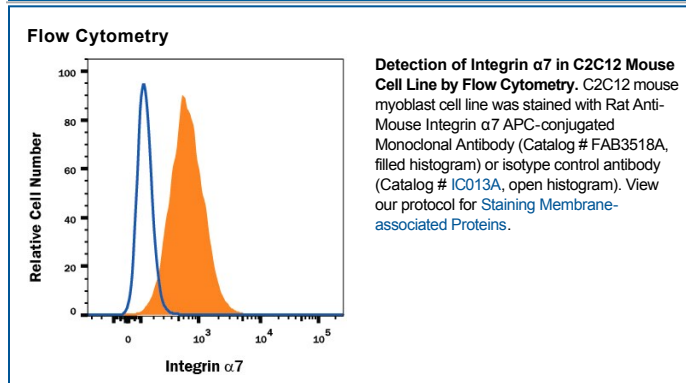 Flow Cytometry
100
80
60
40
20
0
Relative Cell Number
0 10³ 10⁴ 10⁵
Integrin α7
Detection of Integrin α7 in C2C12 Mouse
Cell Line by Flow Cytometry. C2C12 mouse
myoblast cell line was stained with Rat Anti-
Mouse Integrin α7 APC-conjugated
Monoclonal Antibody (Catalog # FAB3518A,
filled histogram) or isotype control antibody
(Catalog # IC013A, open histogram). View
our protocol for Staining Membrane-
associated Proteins.